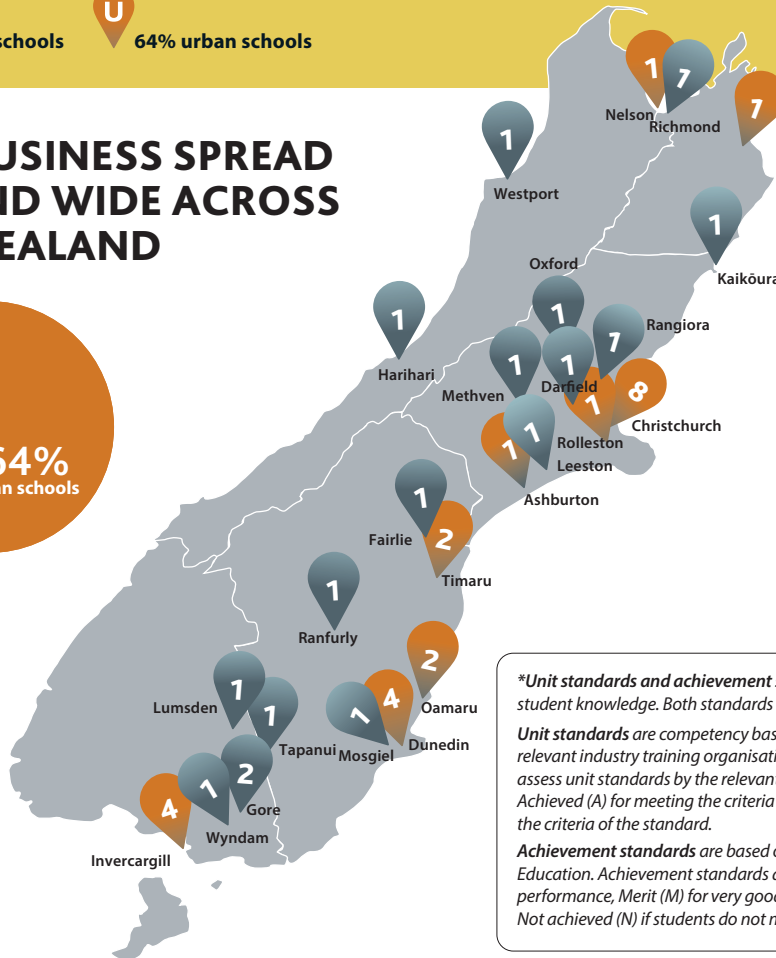 U
schools
64% urban schools
USINESS SPREAD
ND WIDE ACROSS
EALAND
64%
an schools
1
1
Nelson
Richmond
1
1
Westport
1
Kaikōura
Oxford
1
1
Rangiora
1
Harihari
1
Methven
1
Darfield
1
8
Christchurch
1
1
Rolleston
Leeston
Ashburton
1
Fairlie
2
Timaru
1
Ranfurly
2
Oamaru
1
Lumsden
1
Tapanui
1
Mosgiel
4
Dunedin
2
Gore
1
Wyndam
4
Invercargill
*Unit standards and achievement
student knowledge. Both standards
Unit standards are competency bas
relevant industry training organisati
assess unit standards by the relevant
Achieved (A) for meeting the criteria
the criteria of the standard.
Achievement standards are based o
Education. Achievement standards a
performance, Merit (M) for very good
Not achieved (N) if students do not m